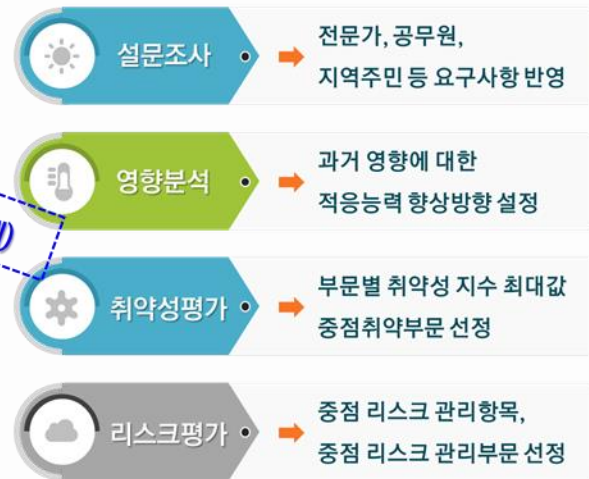 설문조사
전문가, 공무원,
지역주민 등 요구사항 반영
영향분석
과거 영향에 대한
적응능력 향상방향 설정
취약성평가
부문별 취약성 지수 최대값
중점취약부문 선정
리스크평가
중점 리스크 관리항목,
중점 리스크 관리부문 선정